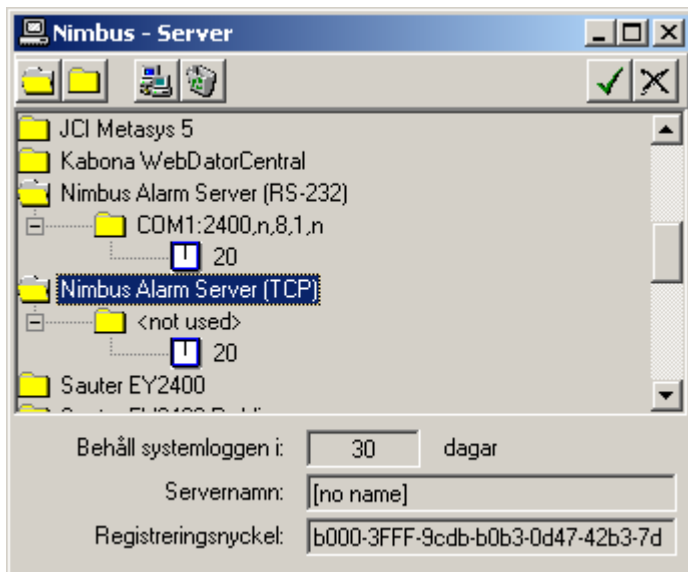 Nimbus - Server
JCI Metasys 5
Kabona WebDatorCentral
Nimbus Alarm Server (RS-232)
COM1:2400,n,8,1,n
20
Nimbus Alarm Server (TCP)
<not used>
20
Sauter EY2400
Behåll systemloggen i: 30 dagar
Servernamn: [no name]
Registreringsnyckel: b000-3FFF-9cdb-b0b3-0d47-42b3-7d